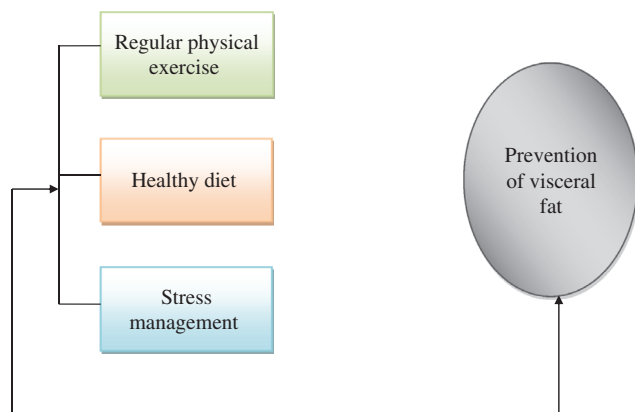 Regular physical
exercise
Healthy diet
Stress
management
Prevention
of visceral
fat